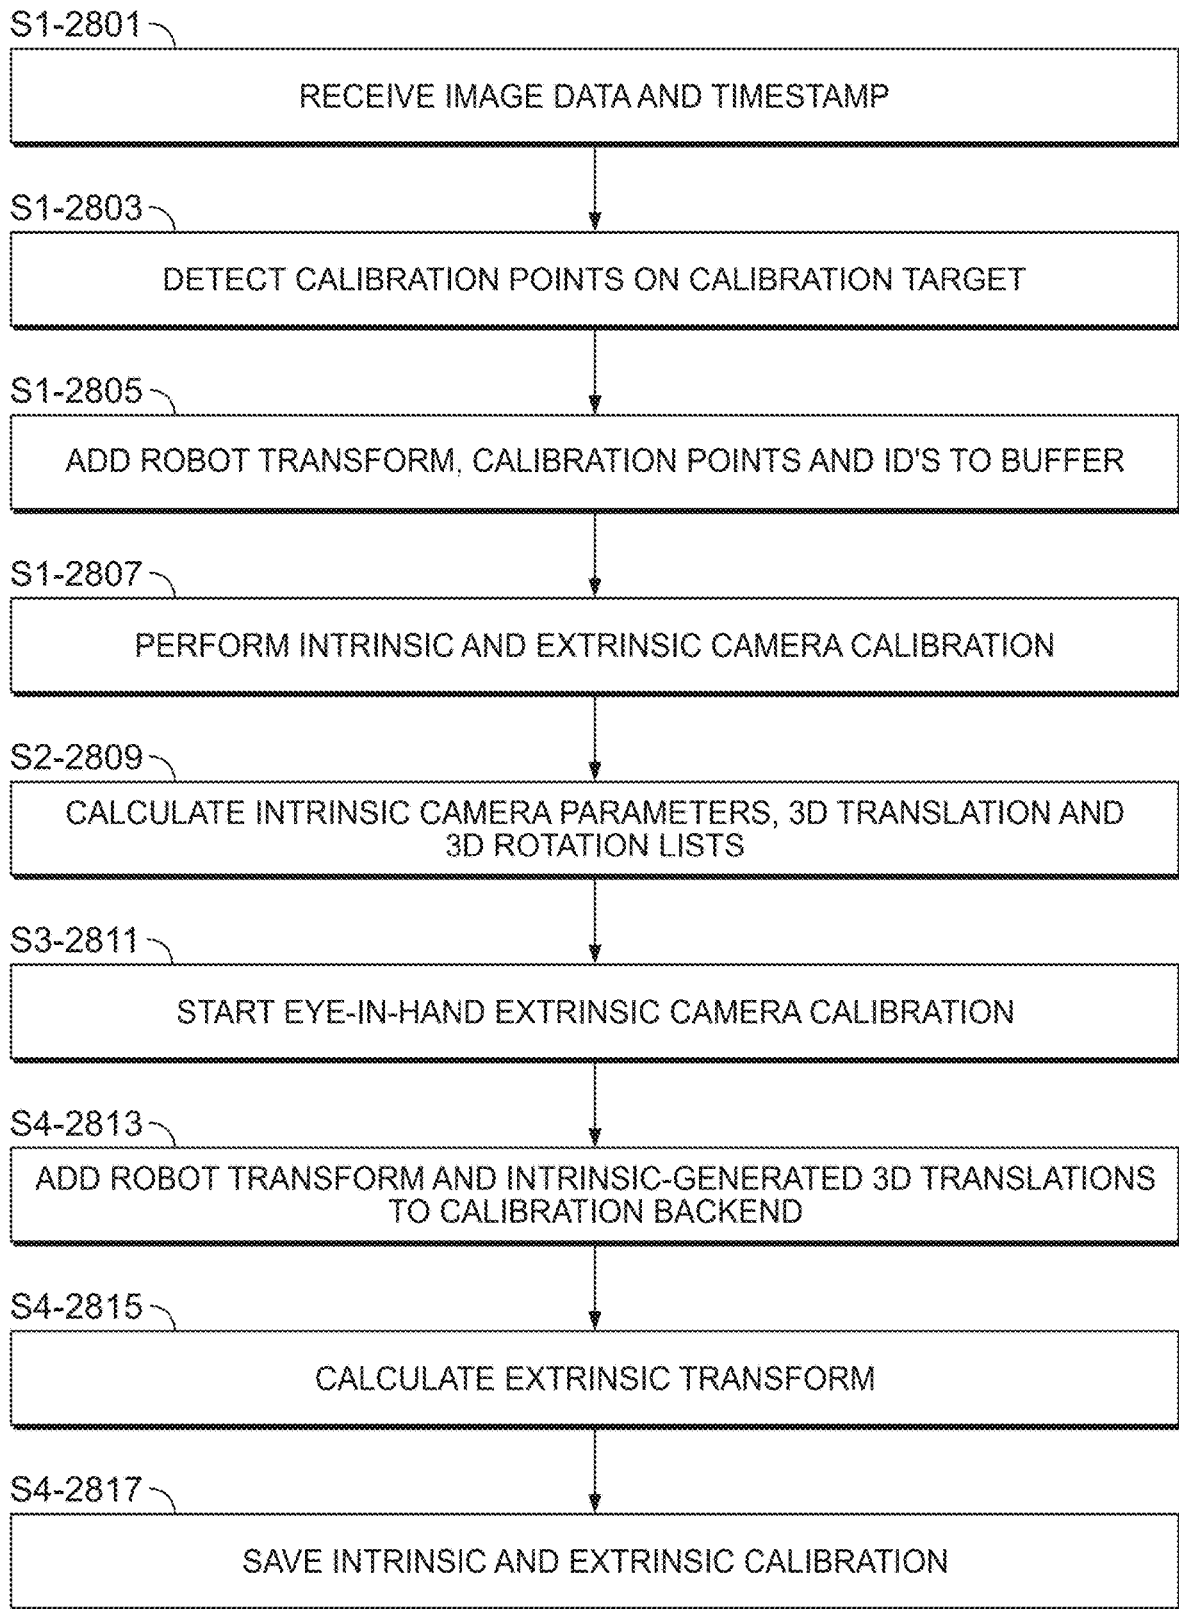 S1-2801
RECEIVE IMAGE DATA AND TIMESTAMP
S1-2803
DETECT CALIBRATION POINTS ON CALIBRATION TARGET
S1-2805
ADD ROBOT TRANSFORM, CALIBRATION POINTS AND ID'S TO BUFFER
S1-2807
PERFORM INTRINSIC AND EXTRINSIC CAMERA CALIBRATION
S2-2809
CALCULATE INTRINSIC CAMERA PARAMETERS, 3D TRANSLATION AND
3D ROTATION LISTS
S3-2811
START EYE-IN-HAND EXTRINSIC CAMERA CALIBRATION
S4-2813
ADD ROBOT TRANSFORM AND INTRINSIC-GENERATED 3D TRANSLATIONS
TO CALIBRATION BACKEND
S4-2815
CALCULATE EXTRINSIC TRANSFORM
S4-2817
SAVE INTRINSIC AND EXTRINSIC CALIBRATION